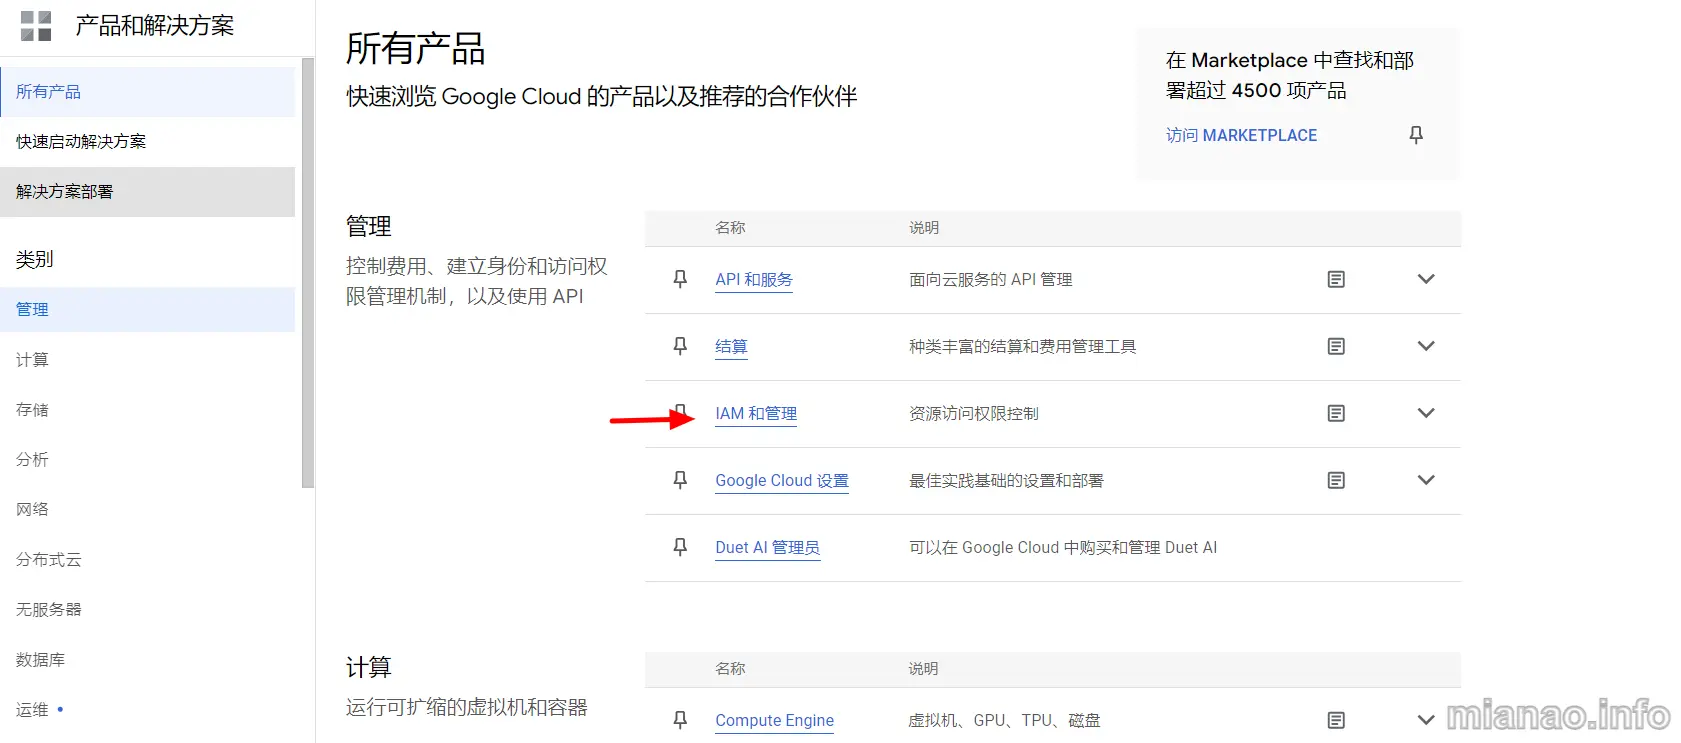 产品和解决方案
所有产品
快速启动解决方案
解决方案部署
类别
管理
计算
存储
分析
网络
分布式云
无服务器
数据库
运维
所有产品
快速浏览 Google Cloud 的产品以及推荐的合作伙伴
在 Marketplace 中查找和部
署超过 4500 项产品
访问 MARKETPLACE
管理
控制费用、建立身份和访问权
限管理机制，以及使用 API
名称 说明
API 和服务 面向云服务的 API 管理
结算 种类丰富的结算和费用管理工具
IAM 和管理 资源访问权限控制
Google Cloud 设置 最佳实践基础的设置和部署
Duet AI 管理员 可以在 Google Cloud 中购买和管理 Duet AI
计算
运行可扩缩的虚拟机和容器
名称 说明
Compute Engine 虚拟机、GPU、TPU、磁盘
mianao.info